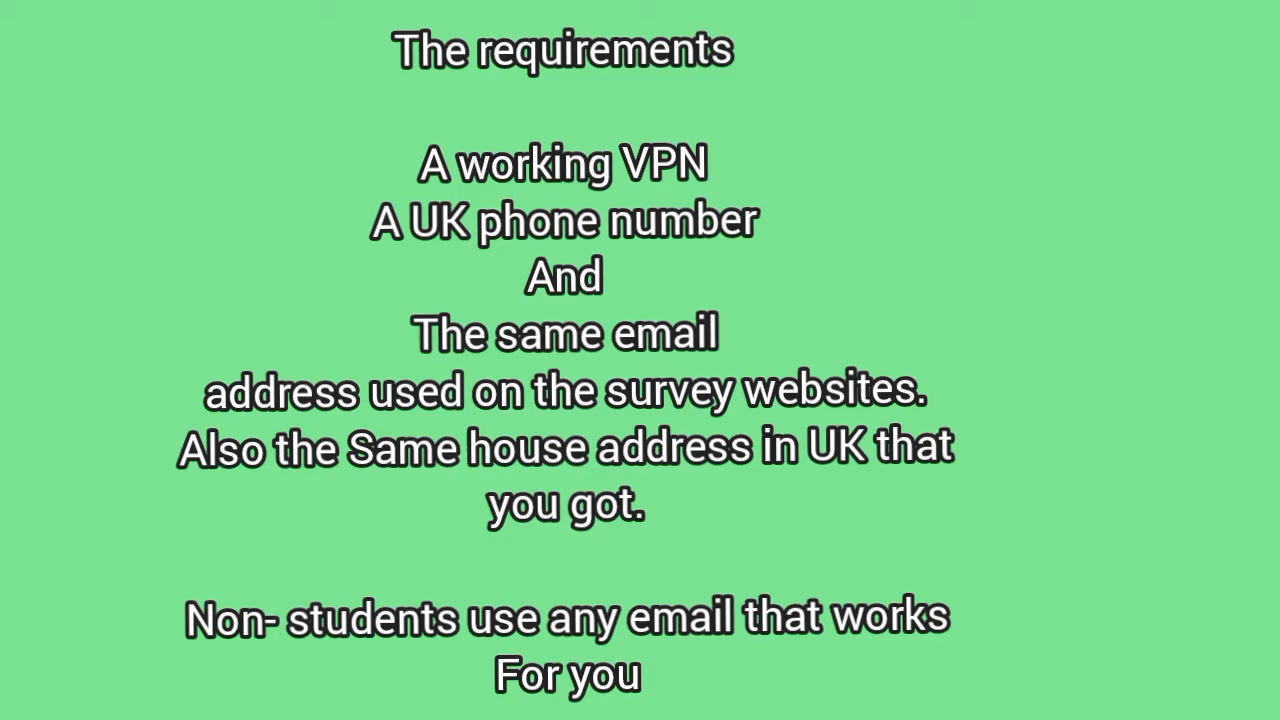 The requirements
A working VPN
A UK phone number
And
The same email
address used on the survey websites.
Also the Same house address in UK that
you got.
Non- students use any email that works
For you